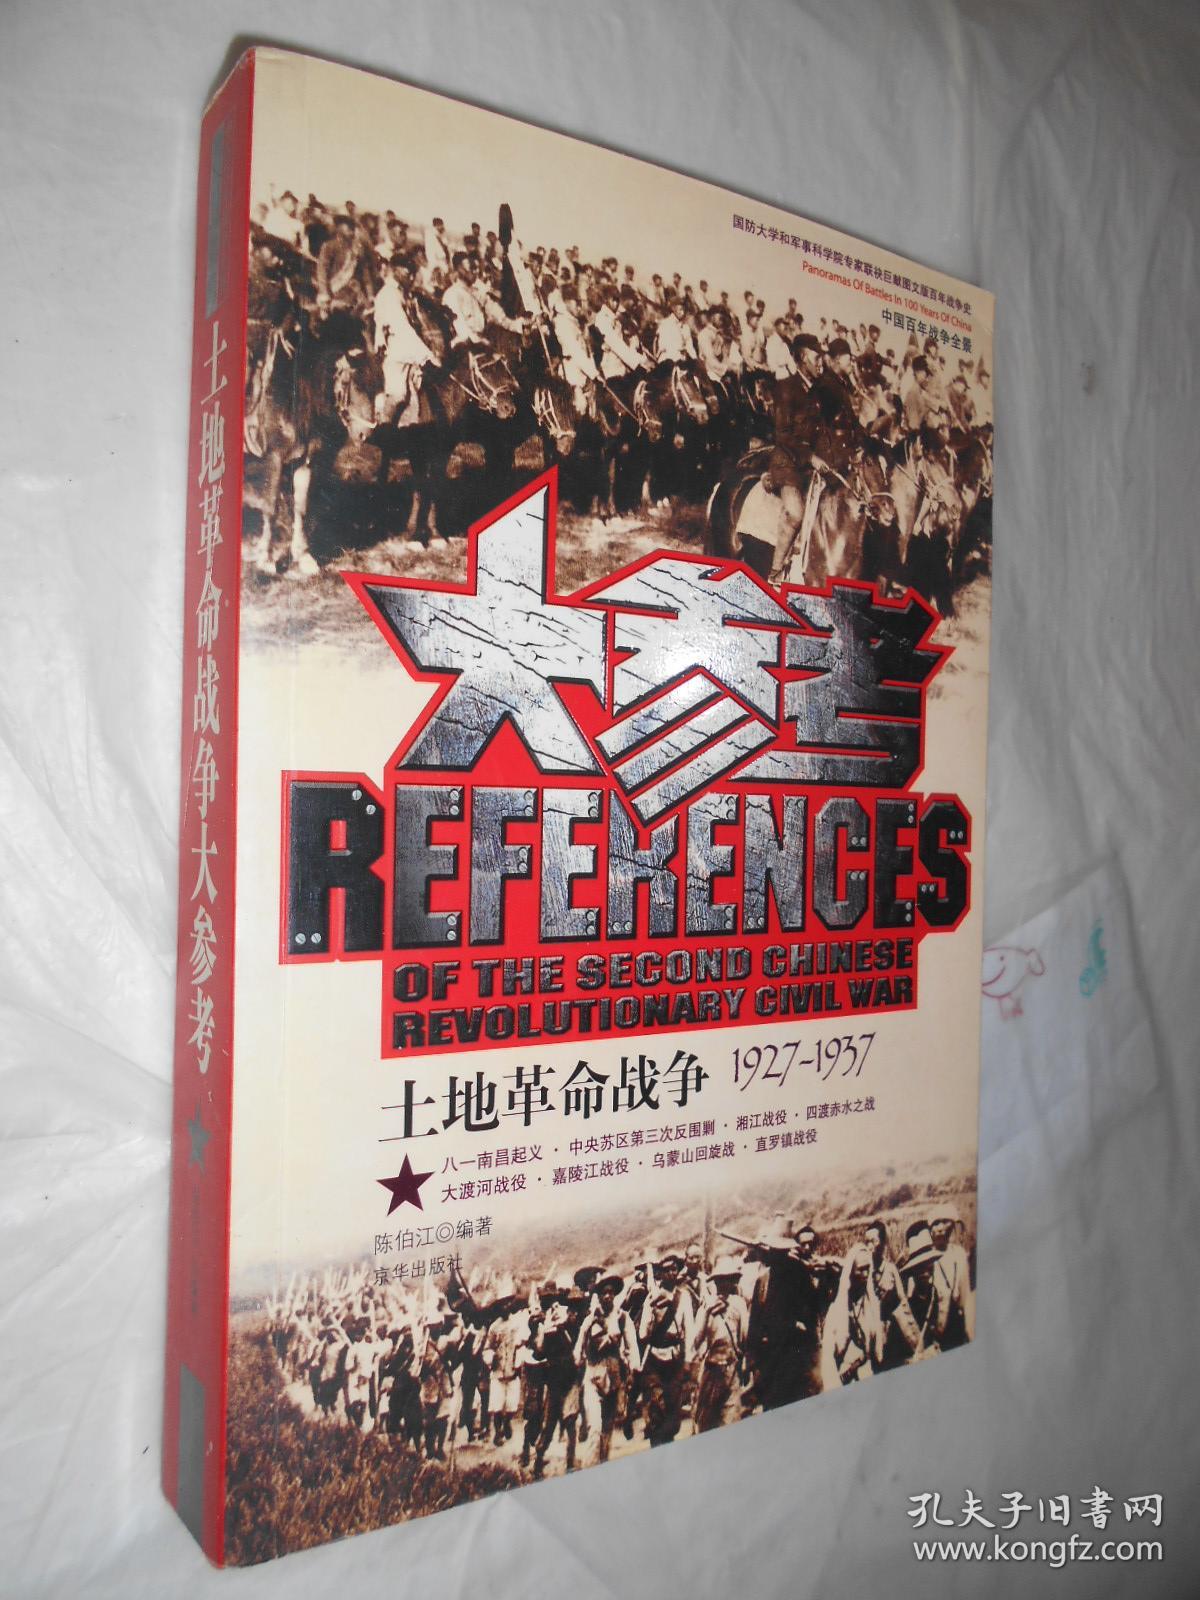 国防大学和军事科学院专家联袂巨献图文版百年战争史
Panoramas Of Battles In 100 Years Of China
中国百年战争全景
大参考
REFERENCES
OF THE SECOND CHINESE
REVOLUTIONARY CIVIL WAR
土地革命战争 1927-1937
★ 八一南昌起义·中央苏区第三次反围剿·湘江战役·四渡赤水之战
大渡河战役·嘉陵江战役·乌蒙山回旋战·直罗镇战役
陈伯江◎编著
京华出版社
土地革命战争大参考
孔夫子旧书网
www.kongfz.com